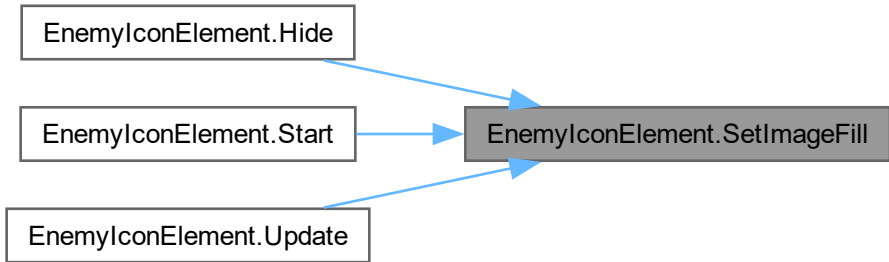 EnemyIconElement.Hide
EnemyIconElement.Start
EnemyIconElement.SetImageFill
EnemyIconElement.Update